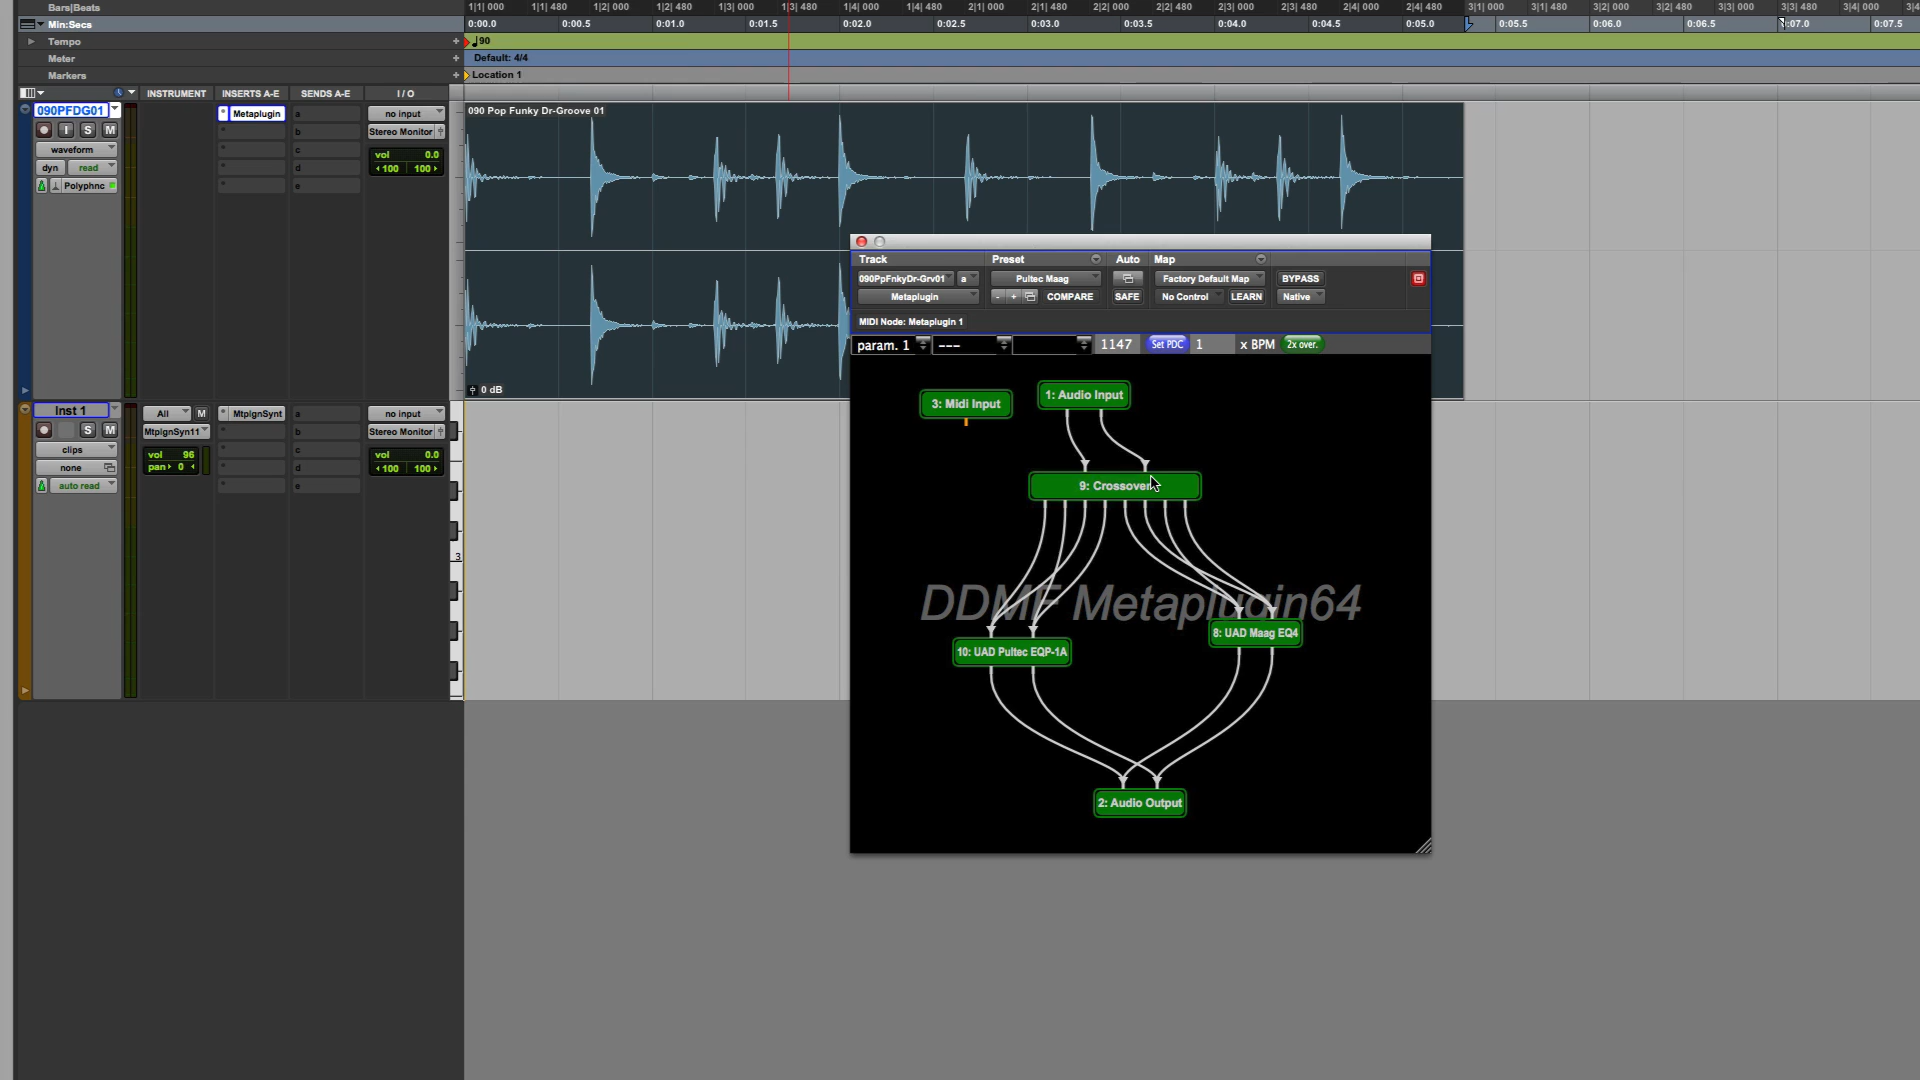 Bars|Beats
1|1| 000 1|1| 480 1|2| 000 1|2| 480 1|3| 000 1|3| 480 1|4| 000 1|4| 480 2|1| 000 2|1| 480 2|2| 000 2|2| 480 2|3| 000 2|3| 480 2|4| 000 2|4| 480 3|1| 000 3|1| 480 3|2| 000 3|2| 480 3|3| 000 3|3| 480 3|4| 000
Min:Secs
0:00.0 0:00.5 0:01.0 0:01.5 0:02.0 0:02.5 0:03.0 0:03.5 0:04.0 0:04.5 0:05.0 0:05.5 0:06.0 0:06.5 0:07.0 0:07.5
Tempo + 90
Meter + Default: 4/4
Markers + Location 1
INSTRUMENT INSERTS A-E SENDS A-E I / O
090PFDG01
I S M
waveform
dyn read
Polyphnc
Metaplugin
a
b
c
d
e
no input
Stereo Monitor
vol 0.0
100 100
090 Pop Funky Dr-Groove 01
0 dB
Inst 1
S M
clips
none
auto read
All M
MtplgnSyn11
vol 96
pan 0
MtplgnSynt
a
b
c
d
e
no input
Stereo Monitor
vol 0.0
100 100
3
Track Preset Auto Map
090PpFnkyDr-Grv01 a Pultec Maag Factory Default Map BYPASS
Metaplugin - + COMPARE SAFE No Control LEARN Native
MIDI Node: Metaplugin 1
param. 1 --- 1147 Set PDC 1 x BPM 2x over.
3: Midi Input
1: Audio Input
9: Crossover
DDMF Metaplugin64
10: UAD Pultec EQP-1A
8: UAD Maag EQ4
2: Audio Output